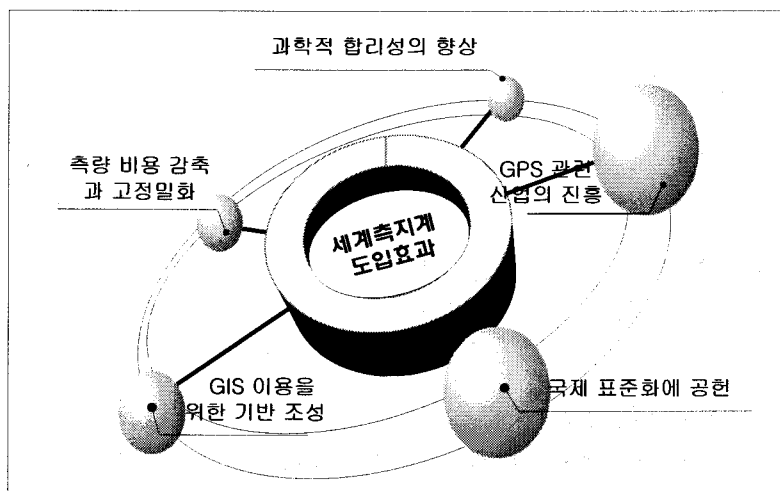 과학적 합리성의 향상
측량 비용 감축
과 고정밀화
GPS 관련
산업의 진흥
세계측지계
도입효과
GIS 이용을
위한 기반 조성
국제 표준화에 공헌